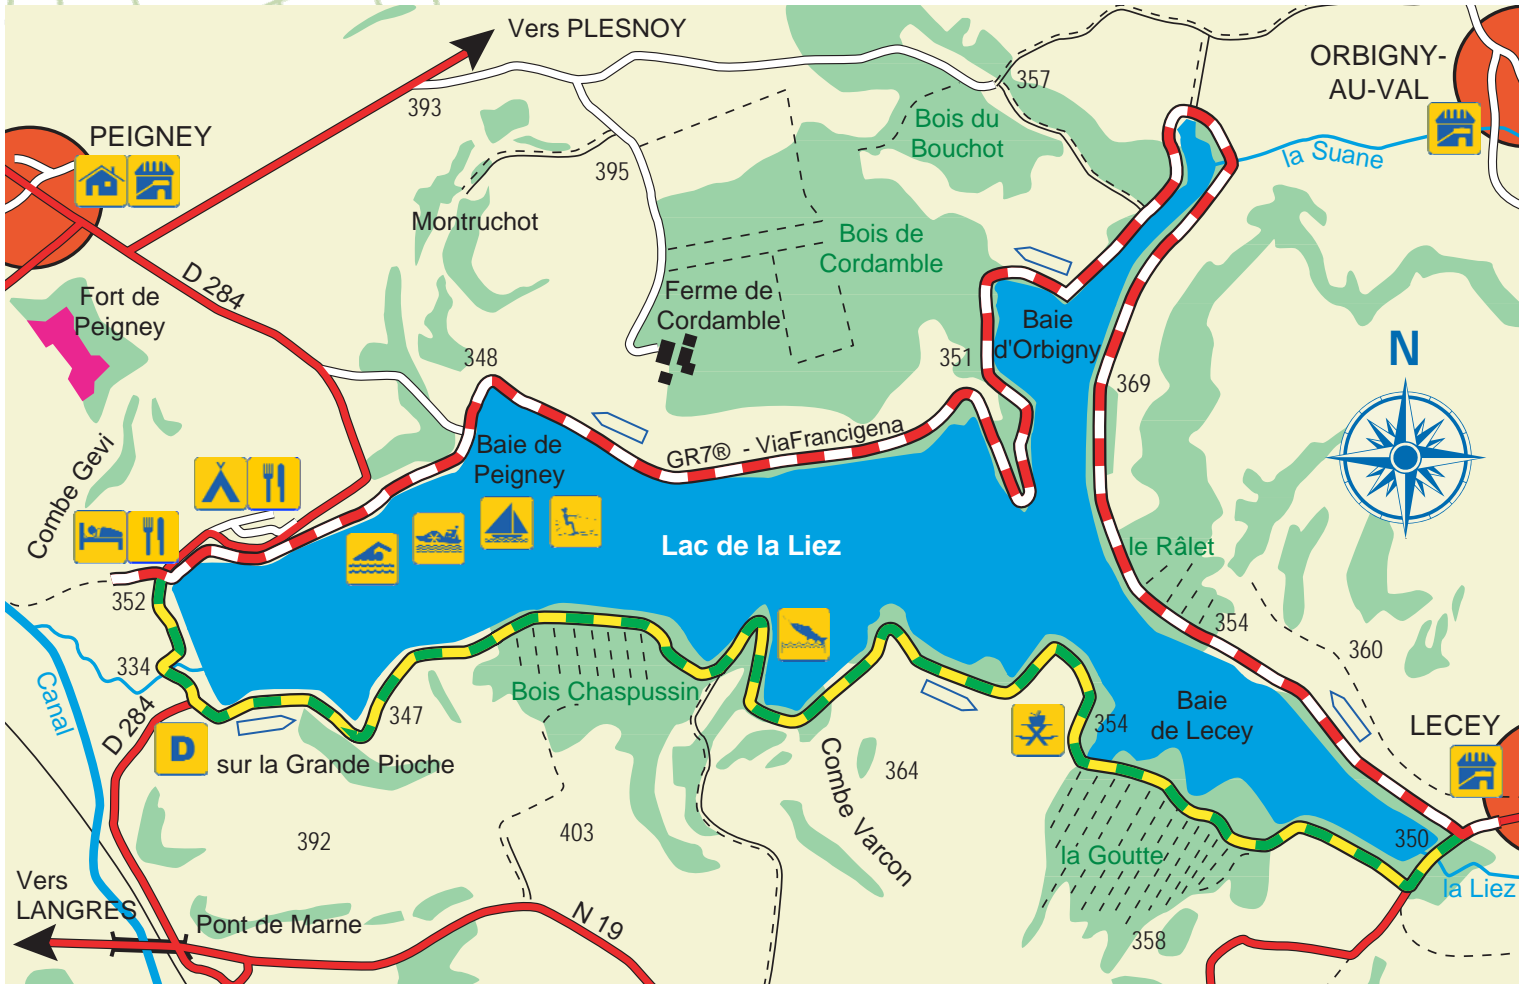 Vers PLESNOY
ORBIGNY-
AU-VAL
357
393
Bois du
Bouchot
PEIGNEY
la Suane
395
Montruchot
Bois de
Cordamble
D 284
Fort de
Peigney
Ferme de
Cordamble
Baie
d'Orbigny
N
348
351
369
GR7® - ViaFrancigena
Baie de
Peigney
Combe Gevi
Lac de la Liez
le Râlet
352
354
360
334
Canal
Bois Chaspussin
347
D 284
Baie
de Lecey
354
LECEY
D
sur la Grande Pioche
364
Combe Varcon
392
403
350
la Goutte
la Liez
Vers
LANGRES
Pont de Marne
N 19
358